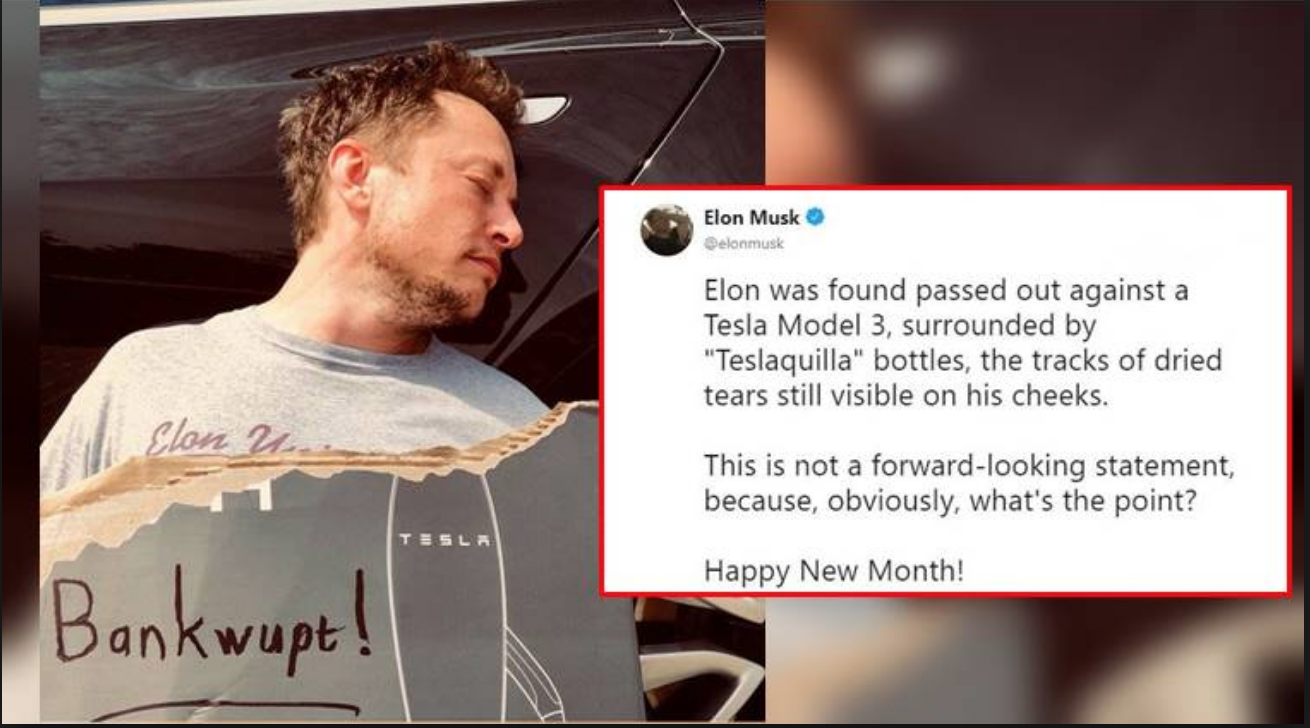 Elon Musk
@elonmusk
Elon was found passed out against a
Tesla Model 3, surrounded by
"Teslaquilla" bottles, the tracks of dried
tears still visible on his cheeks.
This is not a forward-looking statement,
because, obviously, what's the point?
Happy New Month!
Elon
TESLA
Bankwupt!